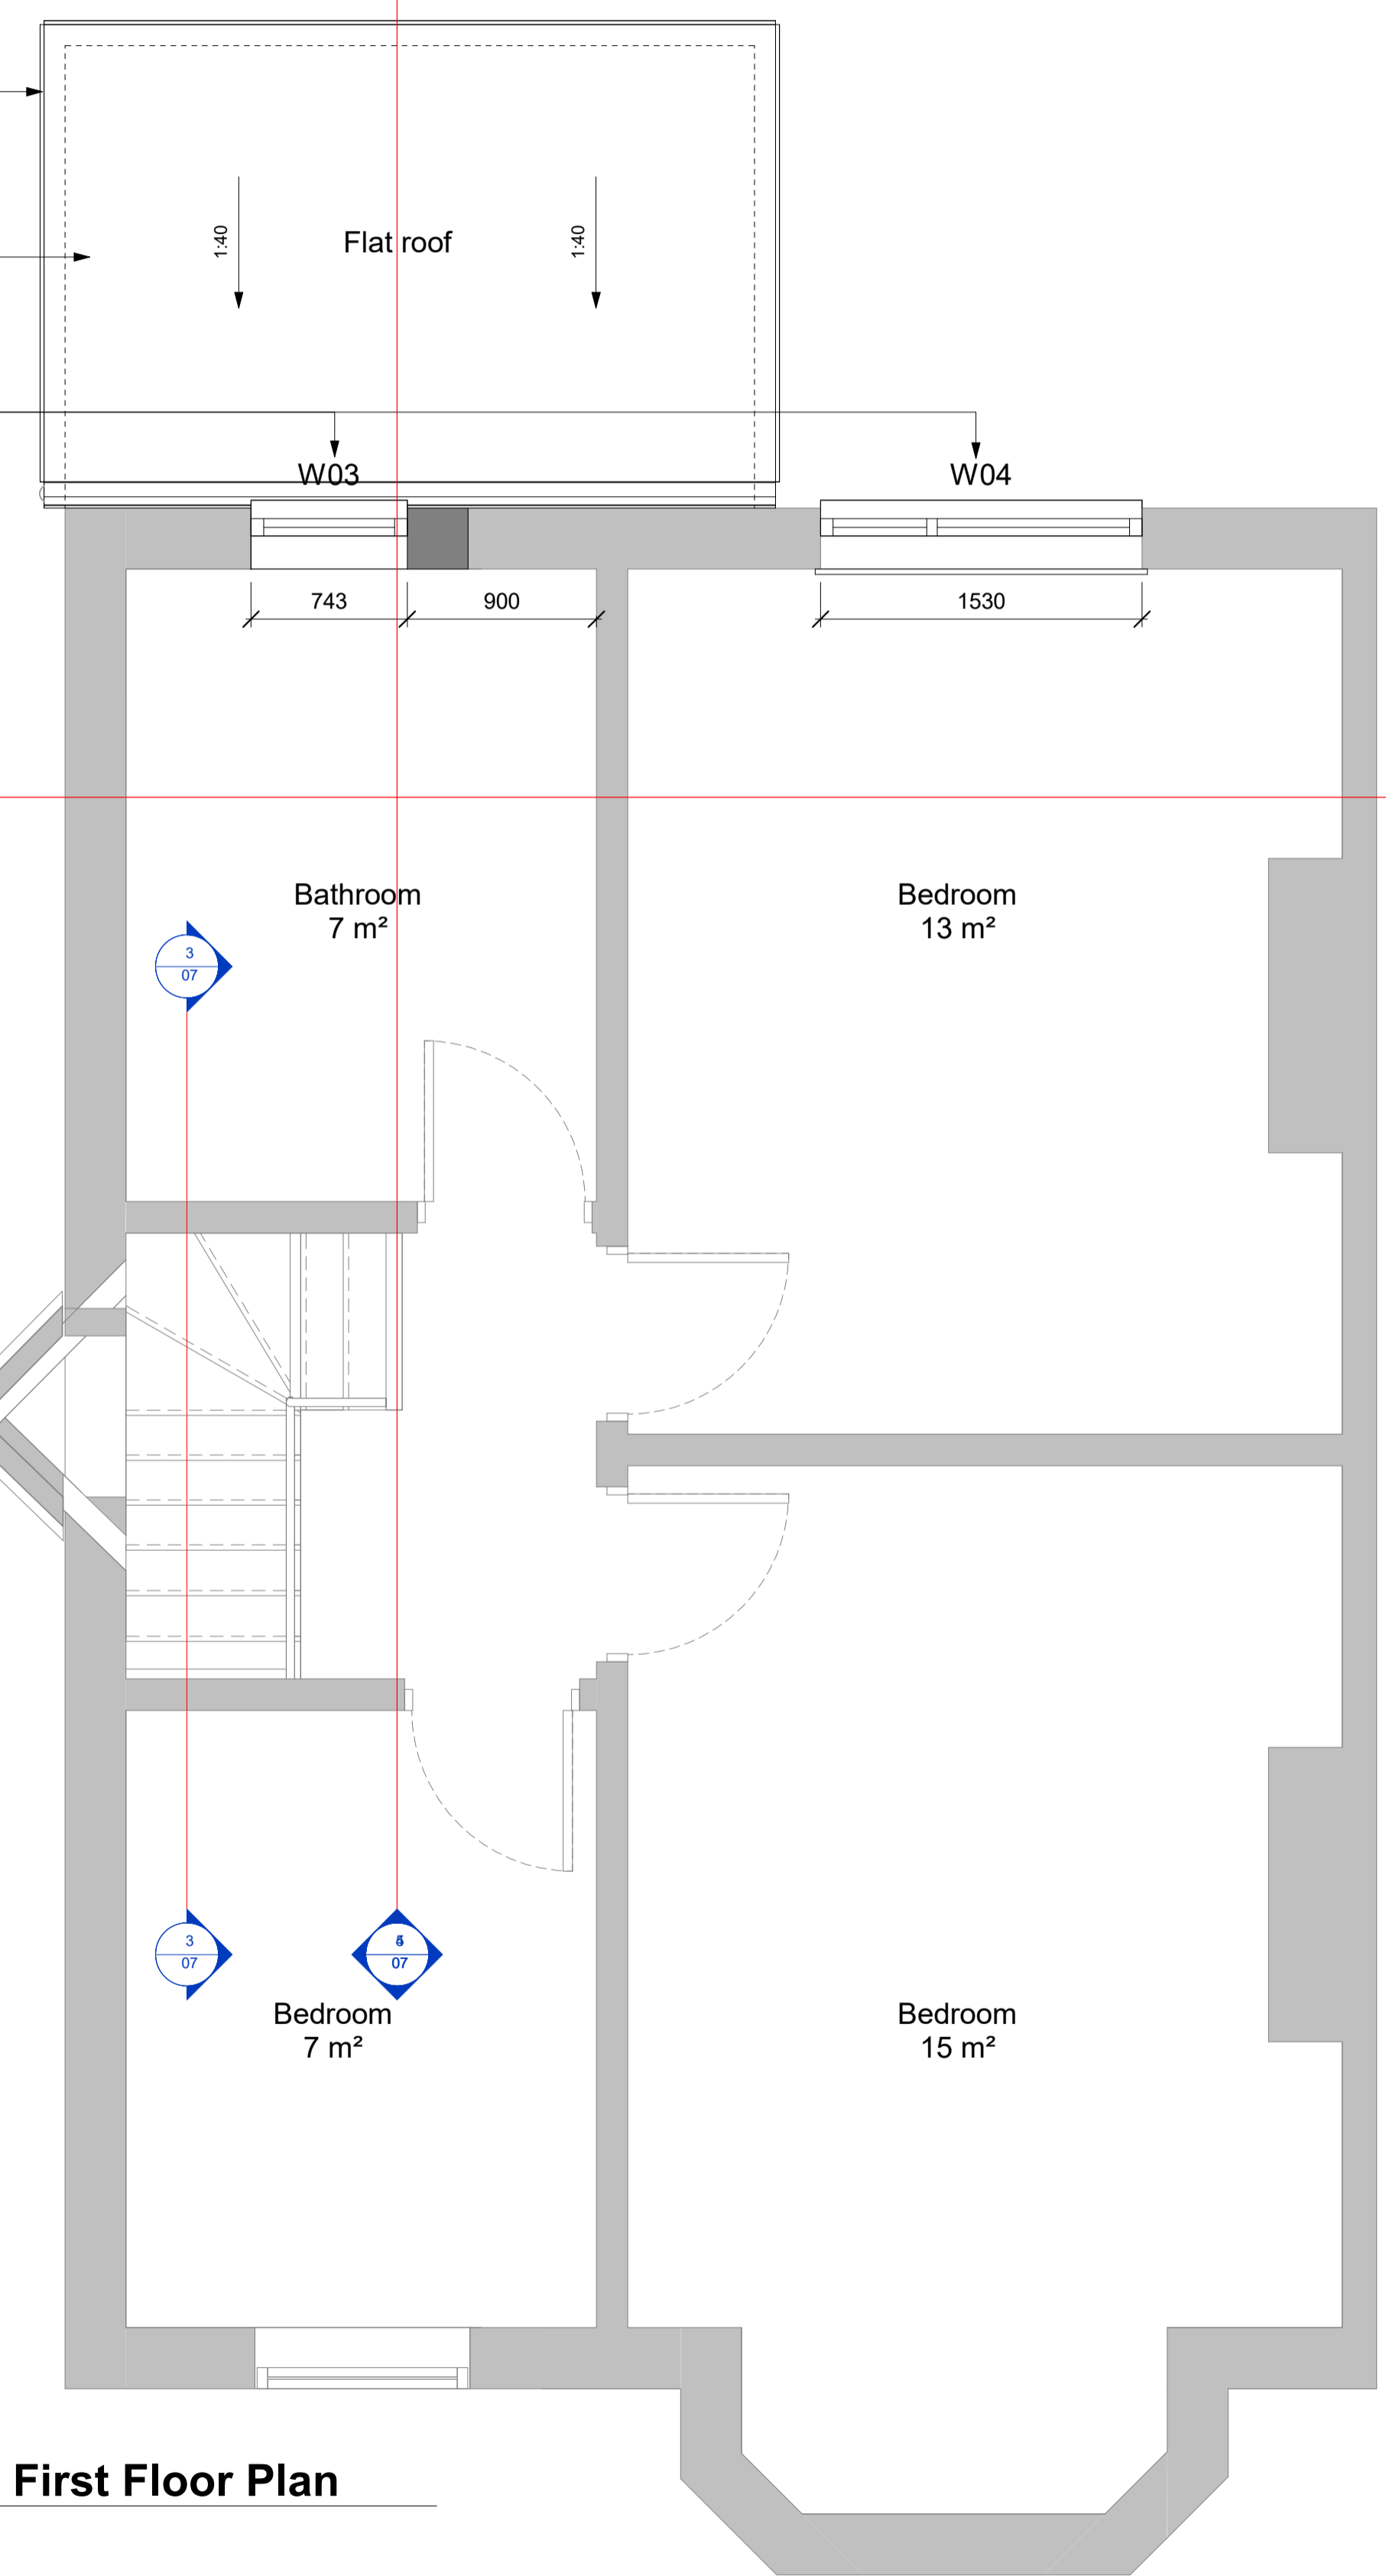 1:40
Flat roof
1:40
W03
W04
743
900
1530
Bathroom
7 m²
Bedroom
13 m²
3
07
3
07
07
Bedroom
7 m²
Bedroom
15 m²
First Floor Plan